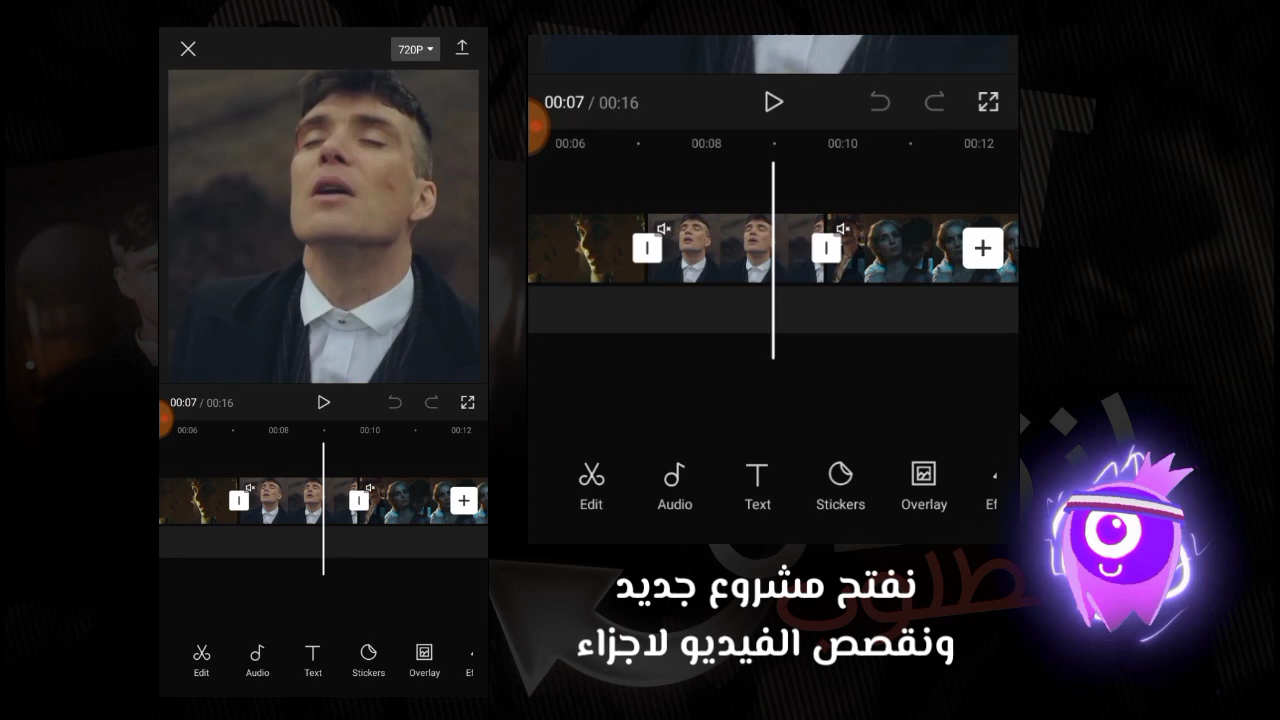 720P
00:07 / 00:16
00:06
00:08
00:10
00:12
Edit
Audio
Text
Stickers
Overlay
Ef
00:07 / 00:16
00:06
00:08
00:10
00:12
Edit
Audio
Text
Stickers
Overlay
Ef
نفتح مشروع جديد
ونقصص الفيديو لاجزاء